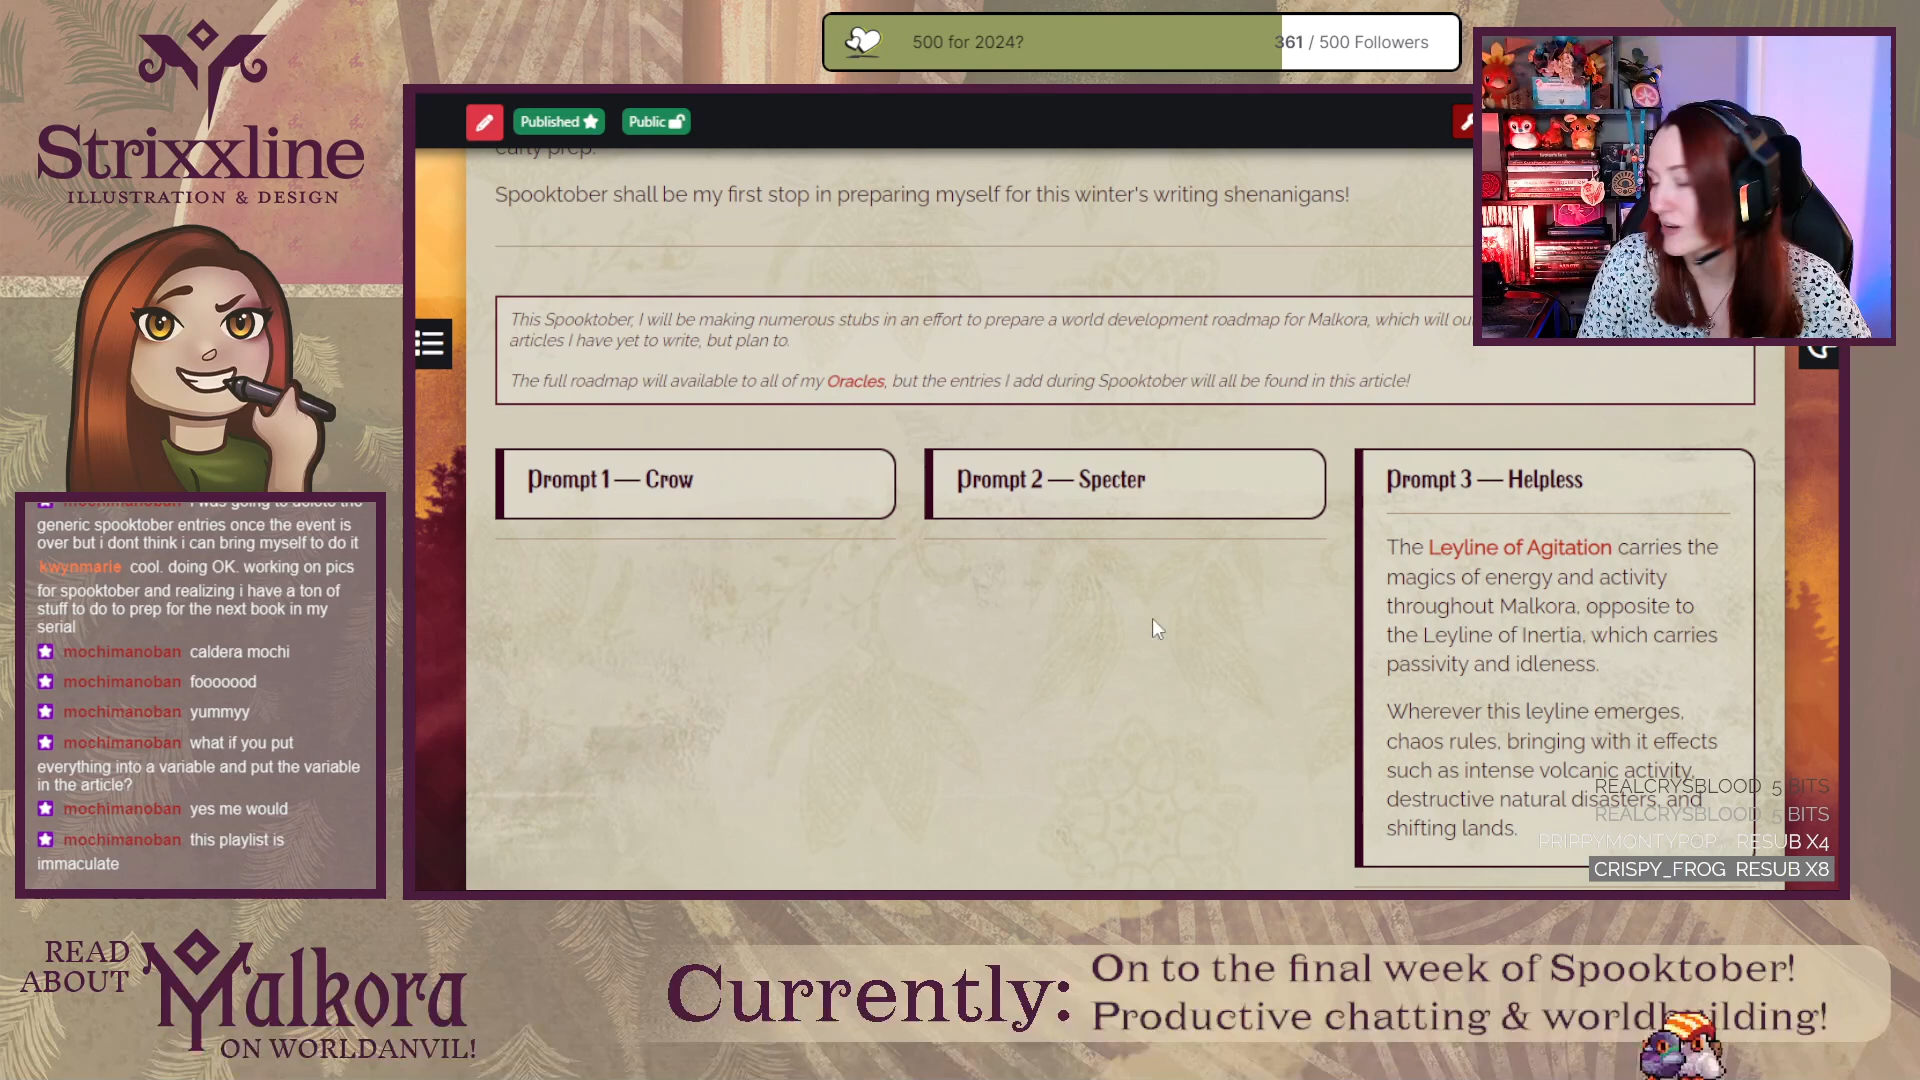 500 for 2024?
361 / 500 Followers
Strixxline
ILLUSTRATION & DESIGN
Published
Public
early prep.
Spooktober shall be my first stop in preparing myself for this winter's writing shenanigans!
This Spooktober, I will be making numerous stubs in an effort to prepare a world development roadmap for Malkora, which will
articles I have yet to write, but plan to.
The full roadmap will available to all of my Oracles, but the entries I add during Spooktober will all be found in this article!
Prompt 1 — Crow
Prompt 2 — Specter
Prompt 3 — Helpless
The Leyline of Agitation carries the
magics of energy and activity
throughout Malkora, opposite to
the Leyline of Inertia, which carries
passivity and idleness.
Wherever this leyline emerges,
chaos rules, bringing with it effects
such as intense volcanic activity,
destructive natural disasters, and
shifting lands.
REALCRYSBLOOD 5 BITS
REALCRYSBLOOD 5 BITS
PRIPPYMONTYPOP RESUB X4
CRISPY_FROG RESUB X8
generic spooktober entries once the event is
over but i dont think i can bring myself to do it
kwynmarie cool. doing OK. working on pics
for spooktober and realizing i have a ton of
stuff to do to prep for the next book in my
serial
mochimanoban caldera mochi
mochimanoban fooooood
mochimanoban yummyy
mochimanoban what if you put
everything into a variable and put the variable
in the article?
mochimanoban yes me would
mochimanoban this playlist is
immaculate
READ
ABOUT
Malkora
ON WORLDANVIL!
Currently:
On to the final week of Spooktober!
Productive chatting & worldbuilding!